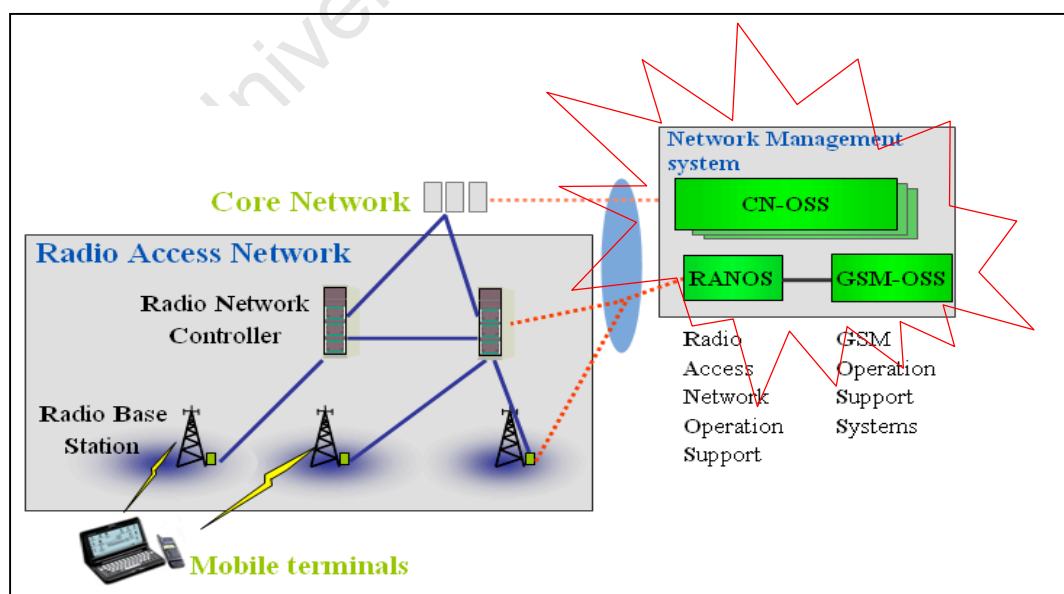 Network Management
system
CN-OSS
Core Network
Radio Access Network
RANOS
GSM-OSS
Radio Network
Controller
Radio
Access
Network
Operation
Support
GSM
Operation
Support
Systems
Radio Base
Station
Mobile terminals